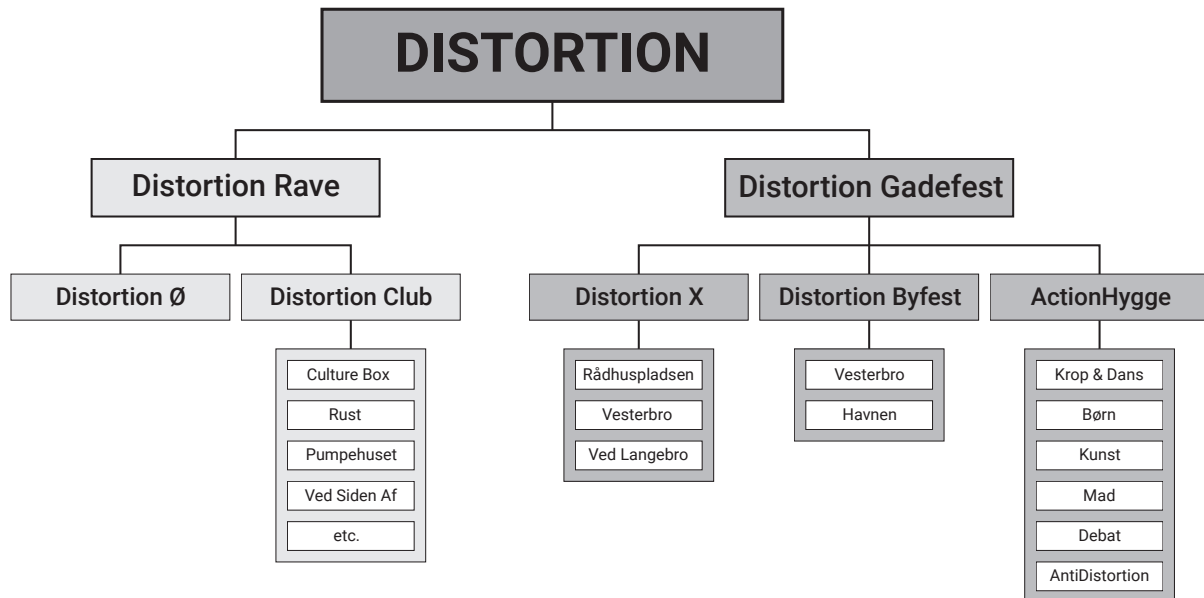 DISTORTION
Distortion Rave
Distortion Gadefest
Distortion Ø
Distortion Club
Distortion X
Distortion Byfest
ActionHygge
Culture Box
Rust
Pumpehuset
Ved Siden Af
etc.
Rådhuspladsen
Vesterbro
Ved Langebro
Vesterbro
Havnen
Krop & Dans
Børn
Kunst
Mad
Debat
AntiDistortion